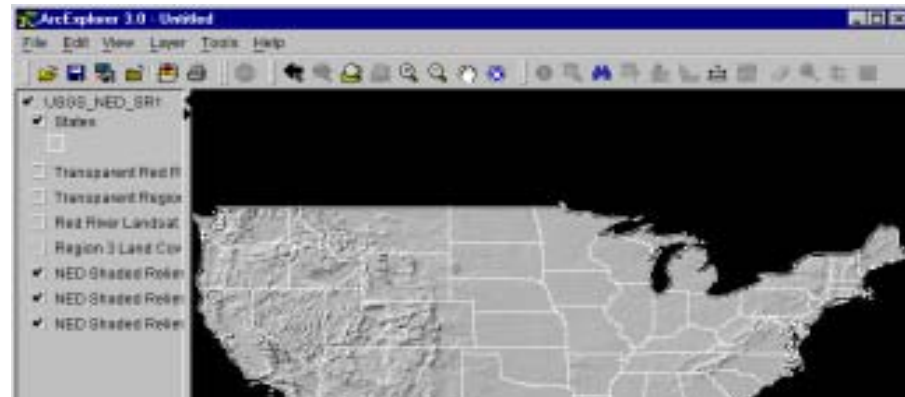 ArcExplorer 3.0 - Untitled
File Edit View Layer Tools Help
USGS_NED_SR1
States
Transparent Red R
Transparent Region
Red River Landsat
Region 3 Land Cov
NED Shaded Relief
NED Shaded Relief
NED Shaded Relief